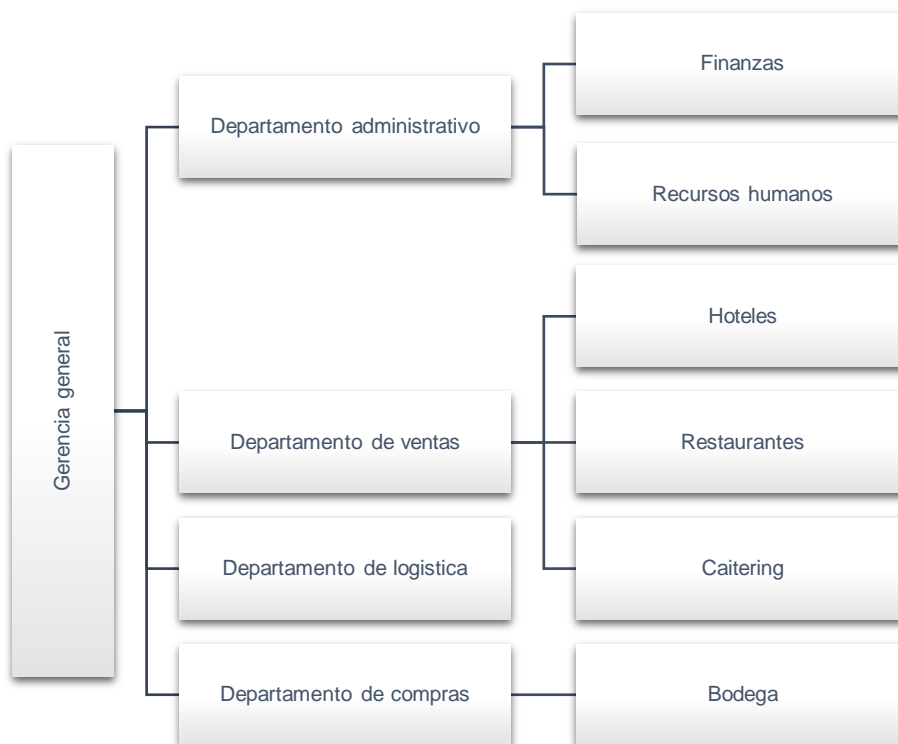 Gerencia general
Departamento administrativo
Finanzas
Recursos humanos
Departamento de ventas
Hoteles
Restaurantes
Caitering
Departamento de logistica
Departamento de compras
Bodega